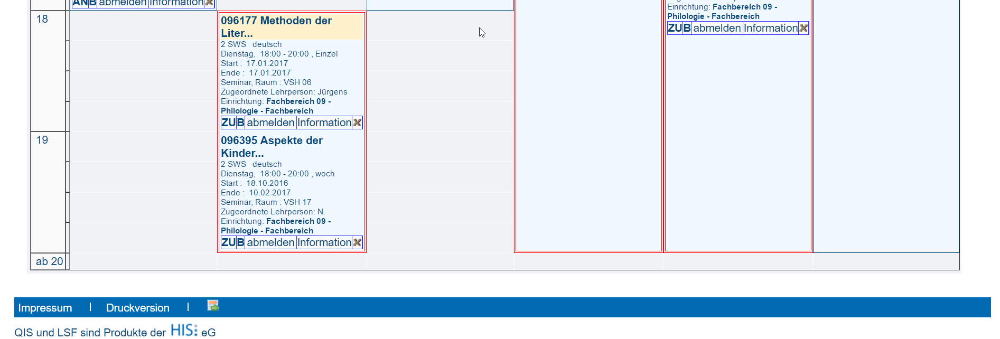 ANB abmelden Information
Einrichtung: Fachbereich 09 -
Philologie - Fachbereich
ZUB abmelden Information
18
096177 Methoden der
Liter...
2 SWS deutsch
Dienstag, 18:00 - 20:00 , Einzel
Start : 17.01.2017
Ende : 17.01.2017
Seminar, Raum : VSH 06
Zugeordnete Lehrperson: Jürgens
Einrichtung: Fachbereich 09 -
Philologie - Fachbereich
ZUB abmelden Information
19
096395 Aspekte der
Kinder...
2 SWS deutsch
Dienstag, 18:00 - 20:00 , woch
Start : 18.10.2016
Ende : 10.02.2017
Seminar, Raum : VSH 17
Zugeordnete Lehrperson: N.
Einrichtung: Fachbereich 09 -
Philologie - Fachbereich
ZUB abmelden Information
ab 20
Impressum | Druckversion |
QIS und LSF sind Produkte der HIS: eG